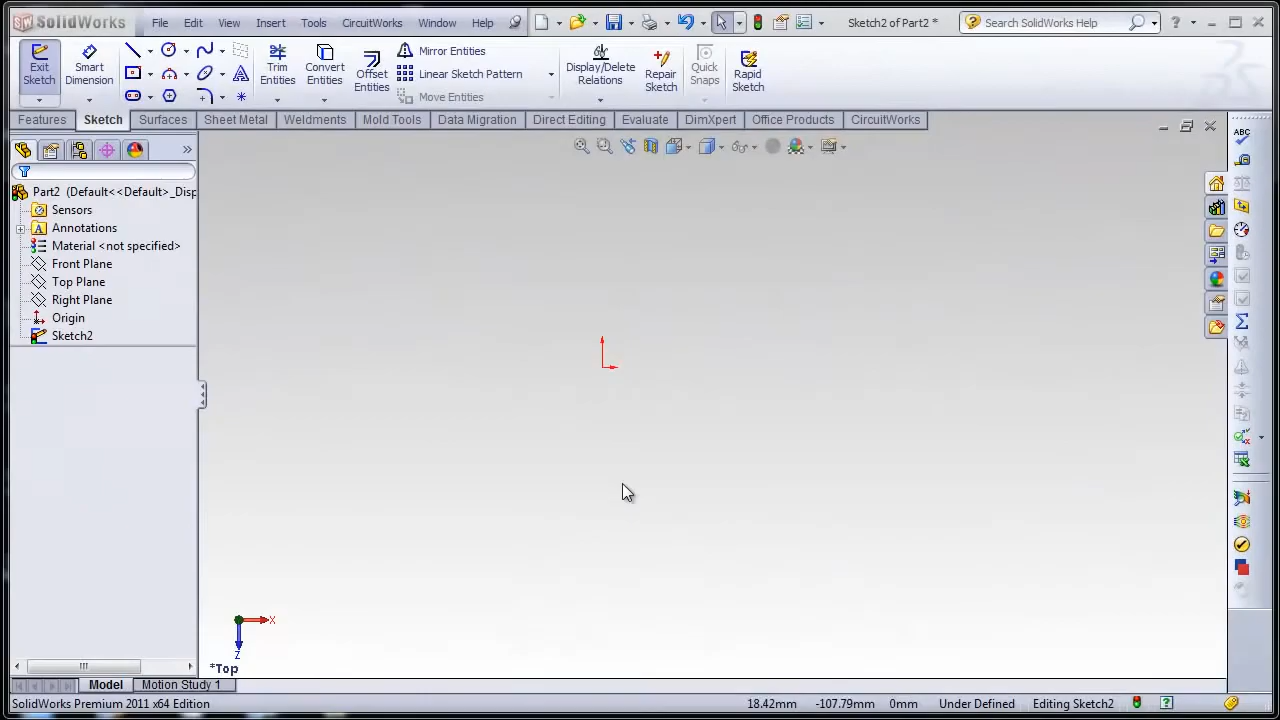 SolidWorks File Edit View Insert Tools CircuitWorks Window Help Sketch2 of Part2 * Search SolidWorks Help
Exit Sketch
Smart Dimension
Trim Entities
Convert Entities
Offset Entities
Mirror Entities
Linear Sketch Pattern
Move Entities
Display/Delete Relations
Repair Sketch
Quick Snaps
Rapid Sketch
Features Sketch Surfaces Sheet Metal Weldments Mold Tools Data Migration Direct Editing Evaluate DimXpert Office Products CircuitWorks
Part2 (Default<<Default>_Disp
Sensors
Annotations
Material <not specified>
Front Plane
Top Plane
Right Plane
Origin
Sketch2
X
Z
*Top
Model Motion Study 1
SolidWorks Premium 2011 x64 Edition 18.42mm -107.79mm 0mm Under Defined Editing Sketch2